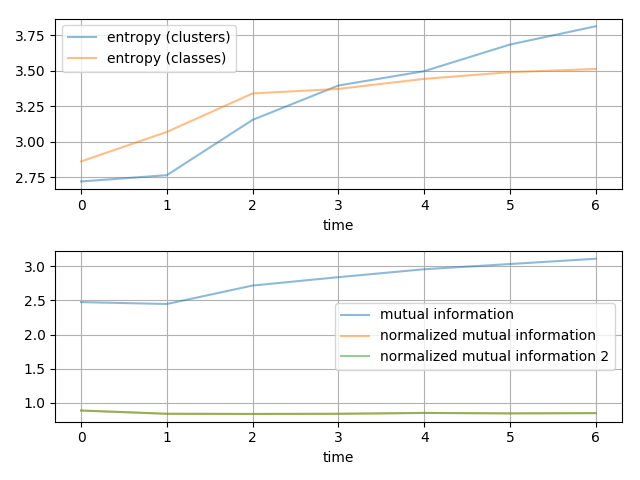 3.75
3.50
3.25
3.00
2.75
entropy (clusters)
entropy (classes)
0 1 2 3 4 5 6
time
3.0
2.5
2.0
1.5
1.0
mutual information
normalized mutual information
normalized mutual information 2
0 1 2 3 4 5 6
time